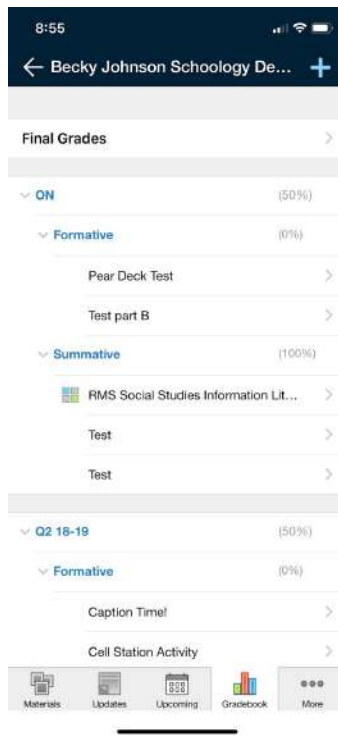 8:55
Becky Johnson Schoology De...
Final Grades
ON (50%)
Formative (0%)
Pear Deck Test
Test part B
Summative (100%)
RMS Social Studies Information Lit...
Test
Test
Q2 18-19 (50%)
Formative (0%)
Caption Time!
Cell Station Activity
Materials Updates Upcoming Gradebook More